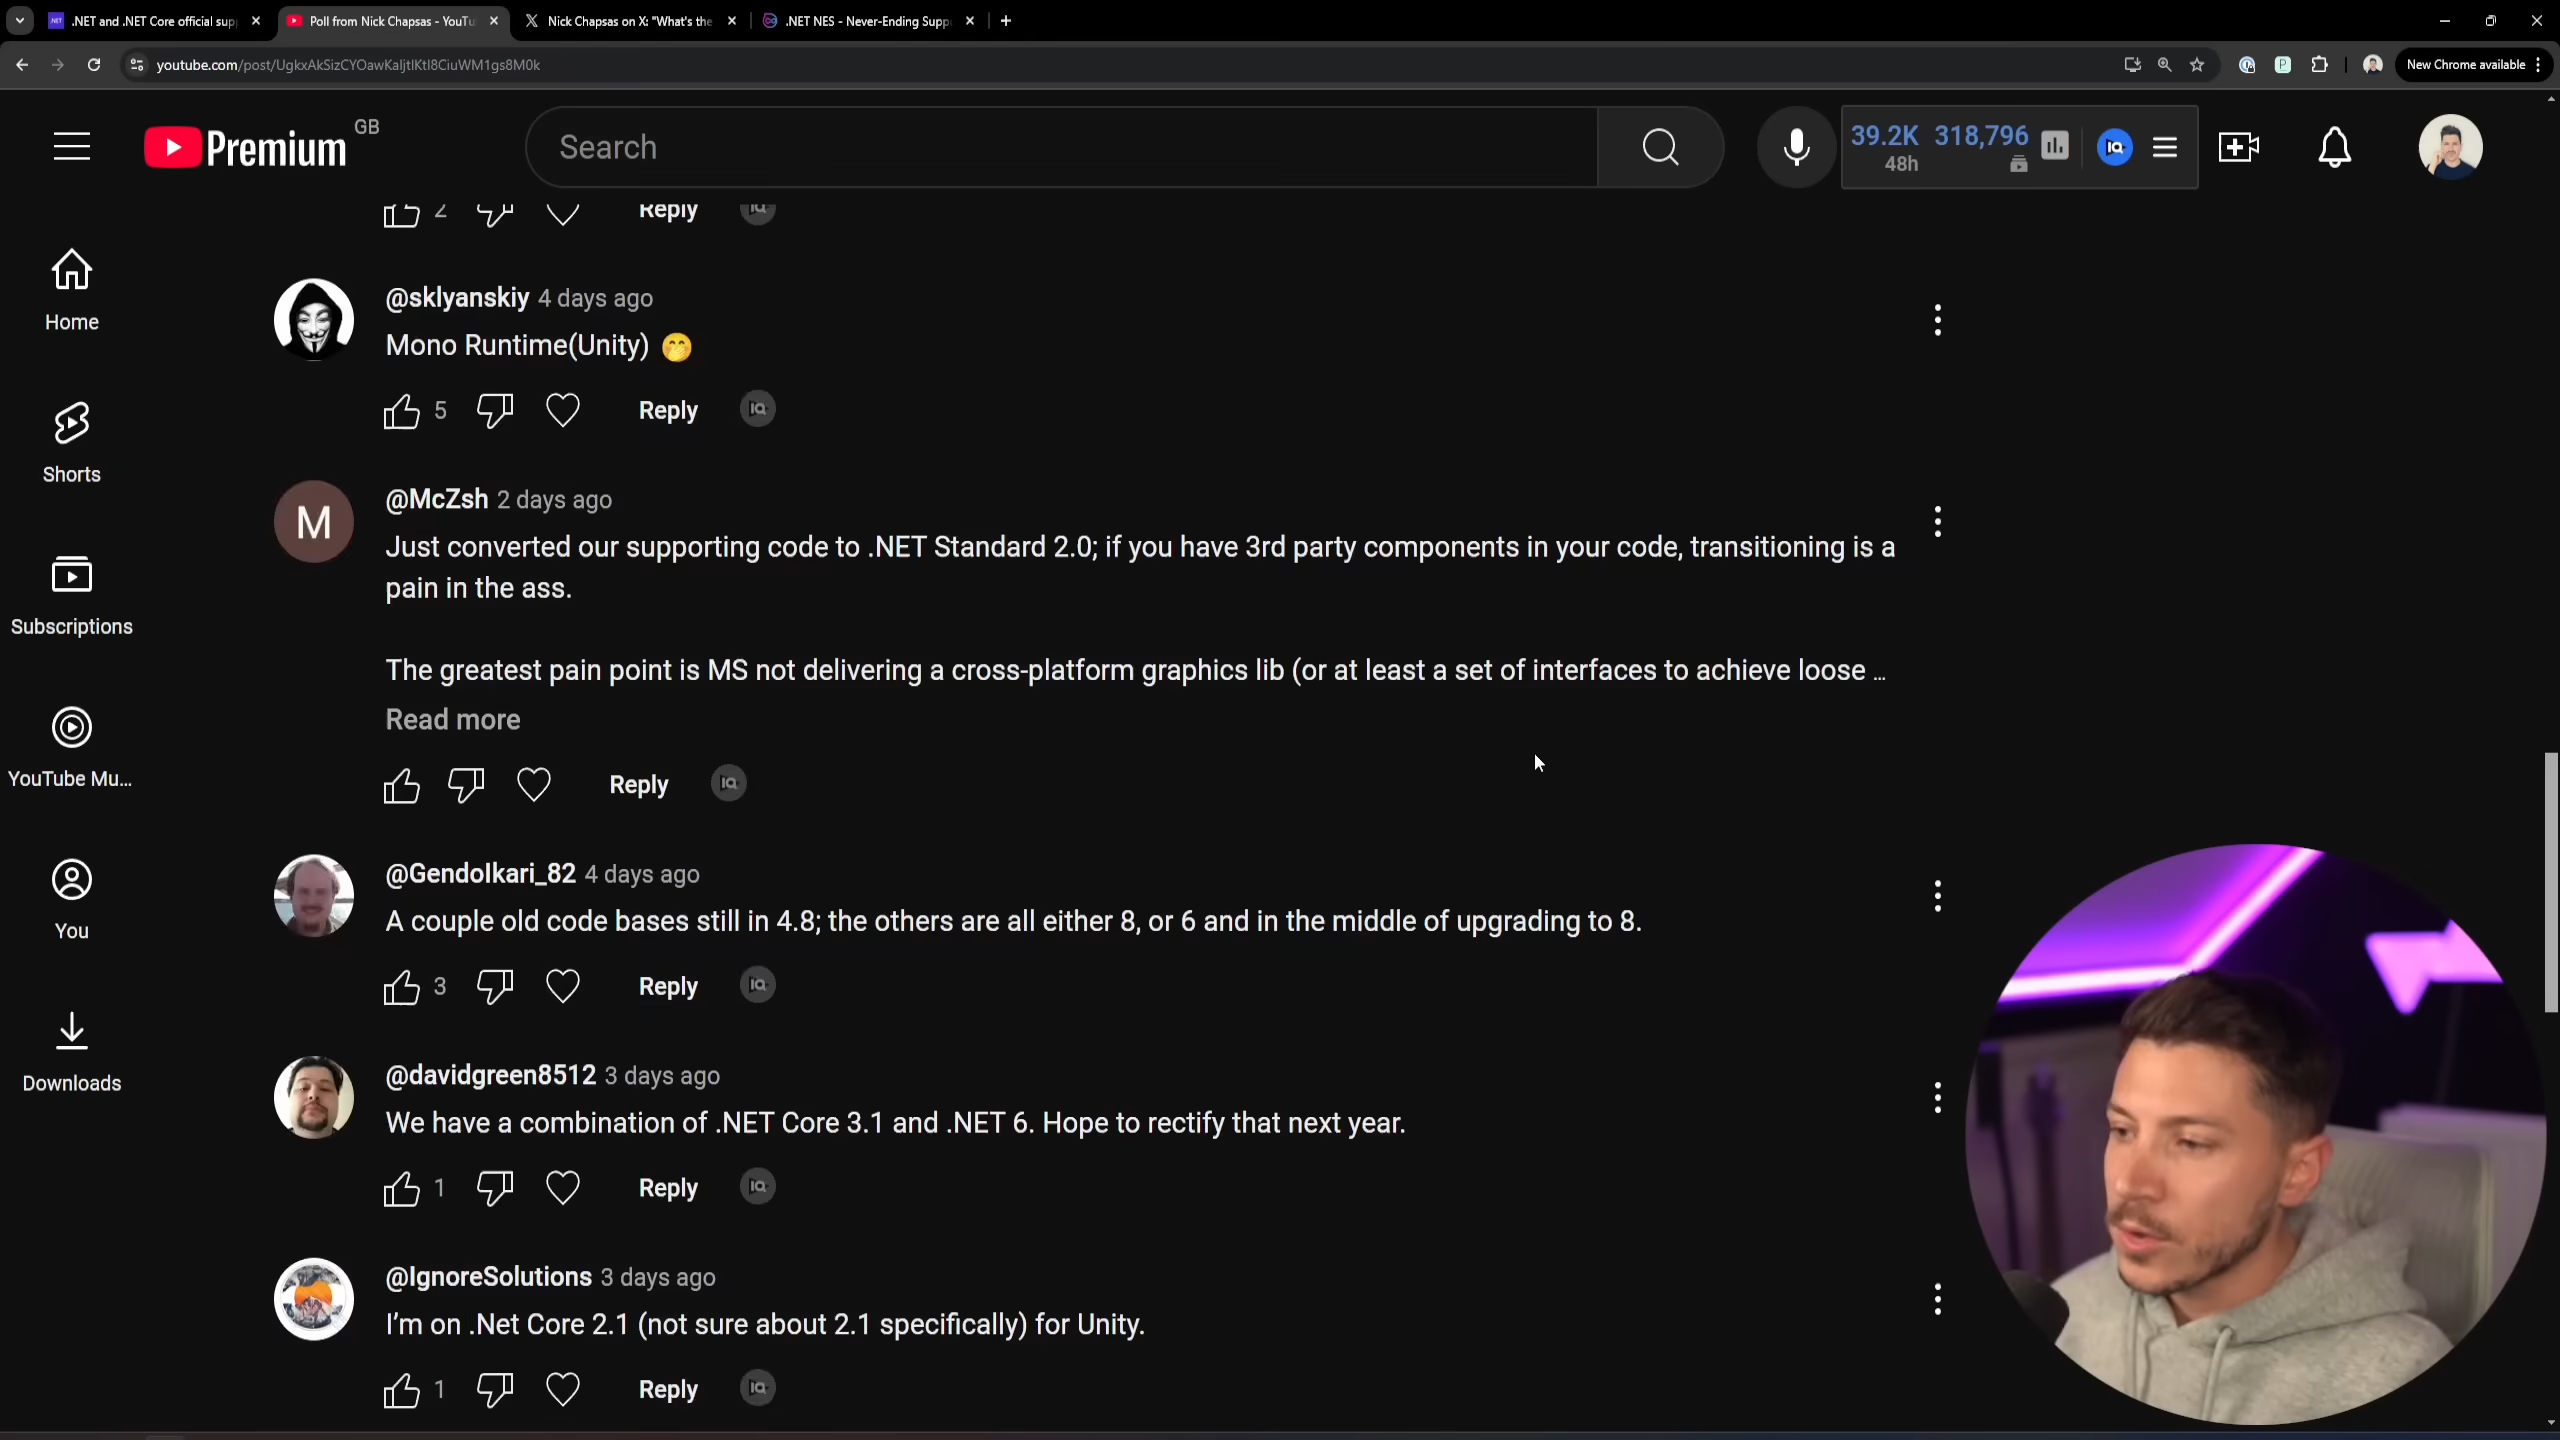 .NET and .NET Core official sup
Poll from Nick Chapsas - YouTu
Nick Chapsas on X: "What's the
.NET NES - Never-Ending Supp
youtube.com/post/UgkxAkSizCYOawKaljtlKtl8CiuWM1gs8M0k
New Chrome available
Premium
GB
Search
39.2K
318,796
48h
2
Reply
@sklyanskiy 4 days ago
Mono Runtime(Unity) 🤭
5
Reply
Home
Shorts
Subscriptions
YouTube Mu...
You
Downloads
M
@McZsh 2 days ago
Just converted our supporting code to .NET Standard 2.0; if you have 3rd party components in your code, transitioning is a
pain in the ass.
The greatest pain point is MS not delivering a cross-platform graphics lib (or at least a set of interfaces to achieve loose ...
Read more
Reply
@GendoIkari_82 4 days ago
A couple old code bases still in 4.8; the others are all either 8, or 6 and in the middle of upgrading to 8.
3
Reply
@davidgreen8512 3 days ago
We have a combination of .NET Core 3.1 and .NET 6. Hope to rectify that next year.
1
Reply
@IgnoreSolutions 3 days ago
I'm on .Net Core 2.1 (not sure about 2.1 specifically) for Unity.
1
Reply